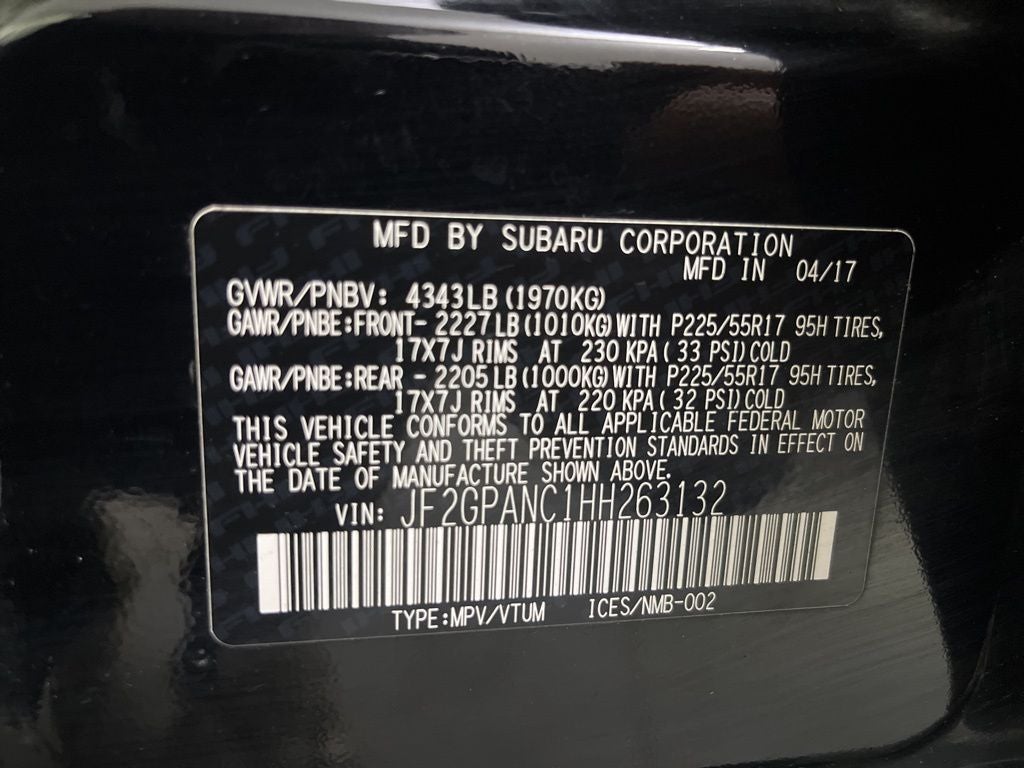 MFD BY SUBARU CORPORATION
MFD IN 04/17
GVWR/PNBV: 4343LB (1970KG)
GAWR/PNBE:FRONT- 2227LB (1010KG) WITH P225/55R17 95H TIRES,
17X7J RIMS AT 230 KPA ( 33 PSI) COLD
GAWR/PNBE:REAR - 2205LB (1000KG) WITH P225/55R17 95H TIRES,
17X7J RIMS AT 220 KPA ( 32 PSI) COLD
THIS VEHICLE CONFORMS TO ALL APPLICABLE FEDERAL MOTOR
VEHICLE SAFETY AND THEFT PREVENTION STANDARDS IN EFFECT ON
THE DATE OF MANUFACTURE SHOWN ABOVE.
VIN: JF2GPANC1HH263132
TYPE:MPV/VTUM ICES/NMB-002